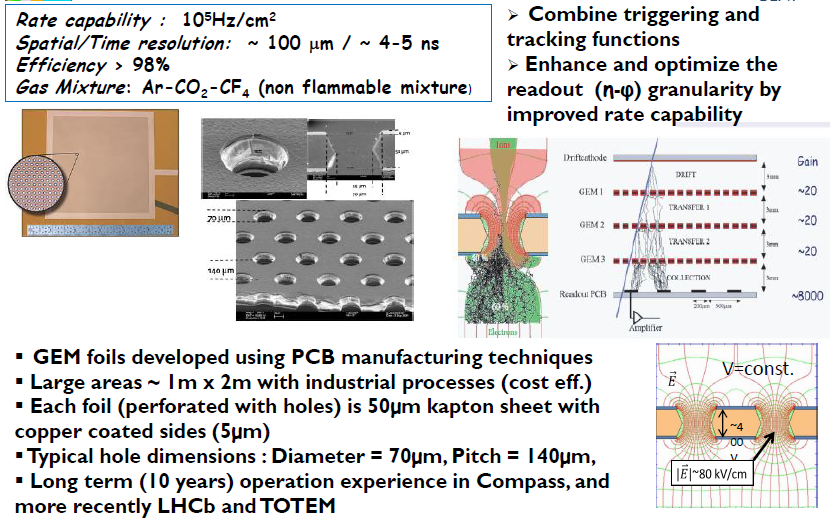 Rate capability : 10⁵Hz/cm²
Spatial/Time resolution: ~ 100 μm / ~ 4-5 ns
Efficiency > 98%
Gas Mixture: Ar-CO₂-CF₄ (non flammable mixture)
➢ Combine triggering and
tracking functions
➢ Enhance and optimize the
readout (η-φ) granularity by
improved rate capability
70 μm
140 μm
Ions
Electrons
Driftcathode
DRIFT
GEM 1
TRANSFER 1
GEM 2
TRANSFER 2
GEM 3
COLLECTION
Readout PCB
Amplifier
3mm
Gain
~20
~20
~20
~8000
▪ GEM foils developed using PCB manufacturing techniques
▪ Large areas ~ 1m x 2m with industrial processes (cost eff.)
▪ Each foil (perforated with holes) is 50μm kapton sheet with
copper coated sides (5μm)
▪ Typical hole dimensions : Diameter = 70μm, Pitch = 140μm,
▪ Long term (10 years) operation experience in Compass, and
more recently LHCb and TOTEM
E
V=const.
~4
00
V
|E|~80 kV/cm